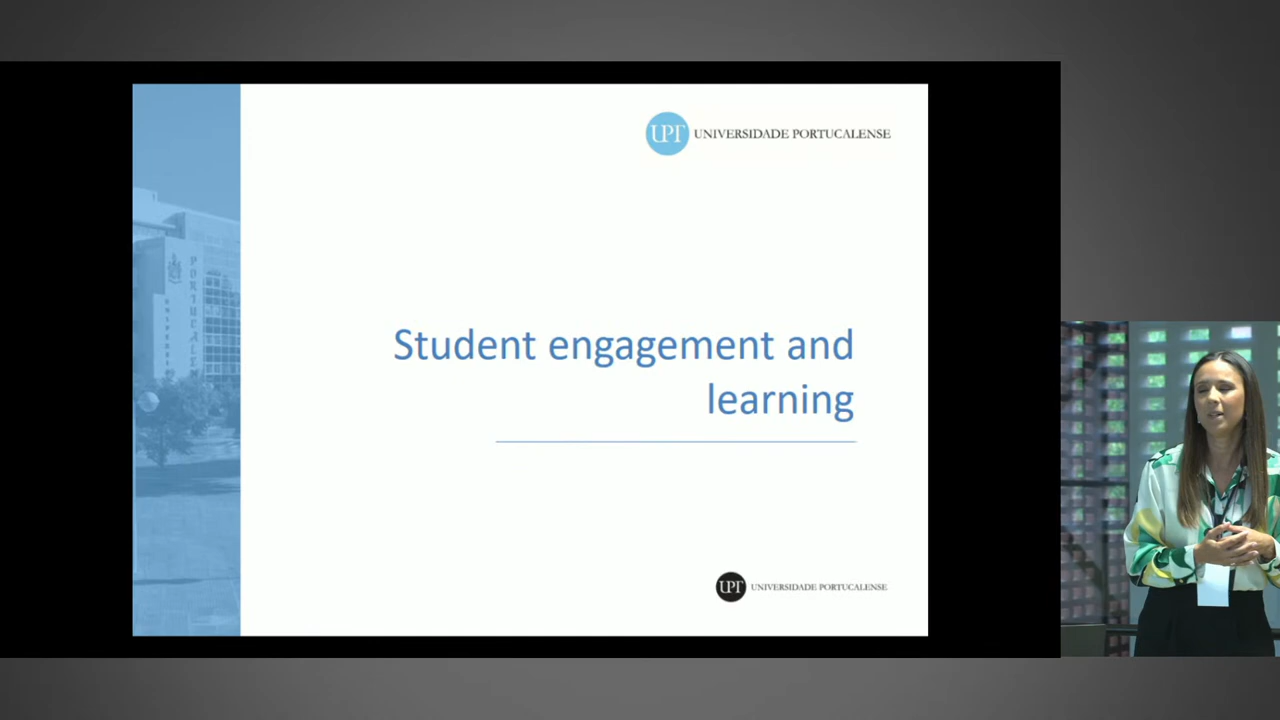 UPT UNIVERSIDADE PORTUCALENSE
Student engagement and
learning
UPT UNIVERSIDADE PORTUCALENSE